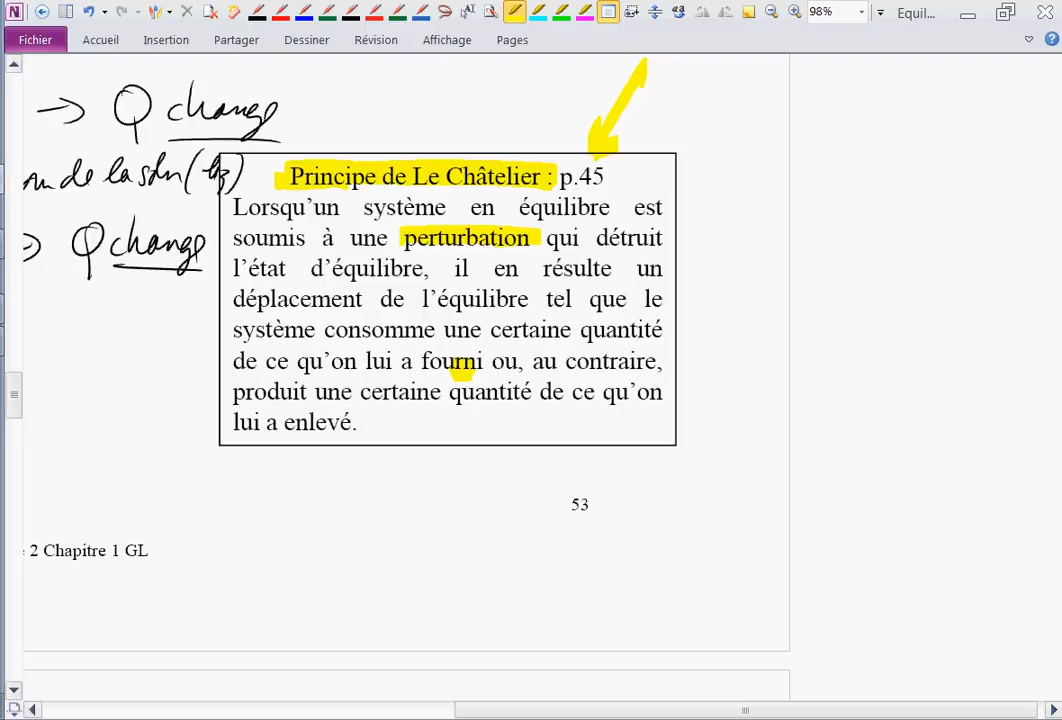 98%
Equil...
Fichier Accueil Insertion Partager Dessiner Révision Affichage Pages
→ Q change
de la soln
Q change
Principe de Le Châtelier : p.45
Lorsqu’un système en équilibre est
soumis à une perturbation qui détruit
l’état d’équilibre, il en résulte un
déplacement de l’équilibre tel que le
système consomme une certaine quantité
de ce qu’on lui a fourni ou, au contraire,
produit une certaine quantité de ce qu’on
lui a enlevé.
53
2 Chapitre 1 GL